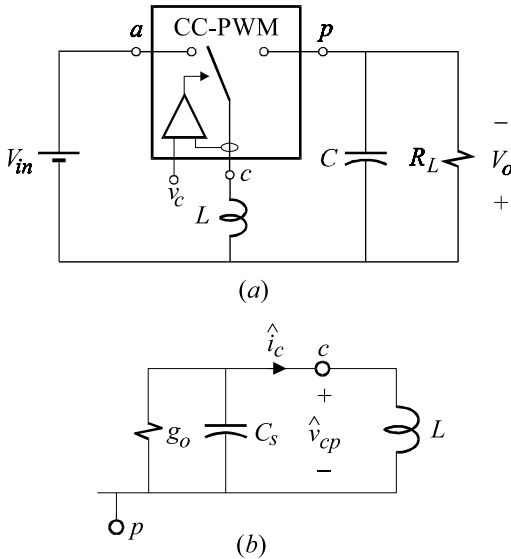 a
CC-PWM
p
V_in
v_c
c
L
C
R_L
−
V_o
+
(a)
î_c
c
g_o
C_s
+
v̂_cp
−
L
p
(b)